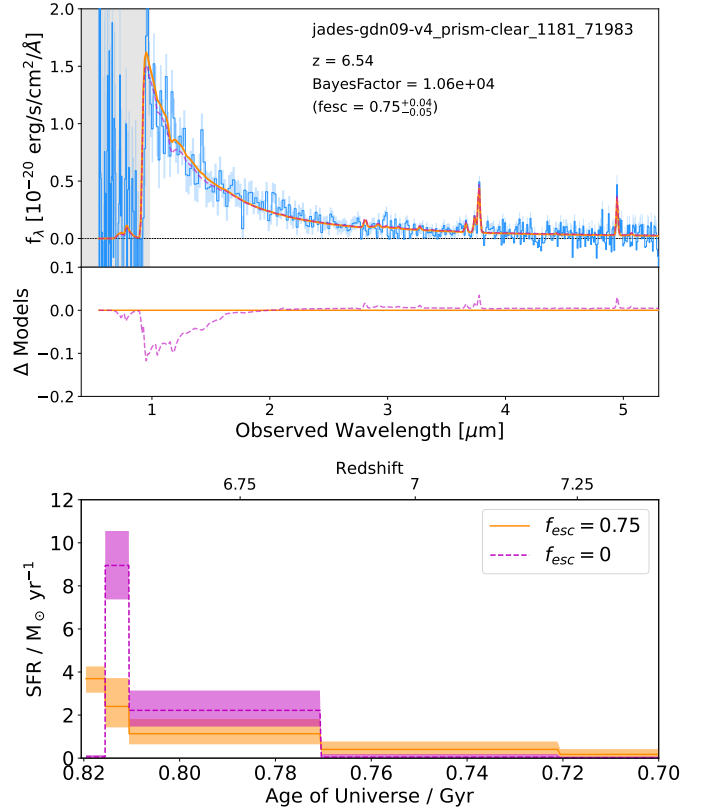 2.0
1.5
1.0
0.5
0.0
f_λ [10⁻²⁰ erg/s/cm²/Å]
jades-gdn09-v4_prism-clear_1181_71983
z = 6.54
BayesFactor = 1.06e+04
(fesc = 0.75^{+0.04}_{−0.05})
0.1
0.0
−0.1
−0.2
Δ Models
1 2 3 4 5
Observed Wavelength [μm]
Redshift
6.75 7 7.25
12
10
8
6
4
2
0
SFR / M_⊙ yr⁻¹
f_esc = 0.75
f_esc = 0
0.82 0.80 0.78 0.76 0.74 0.72 0.70
Age of Universe / Gyr